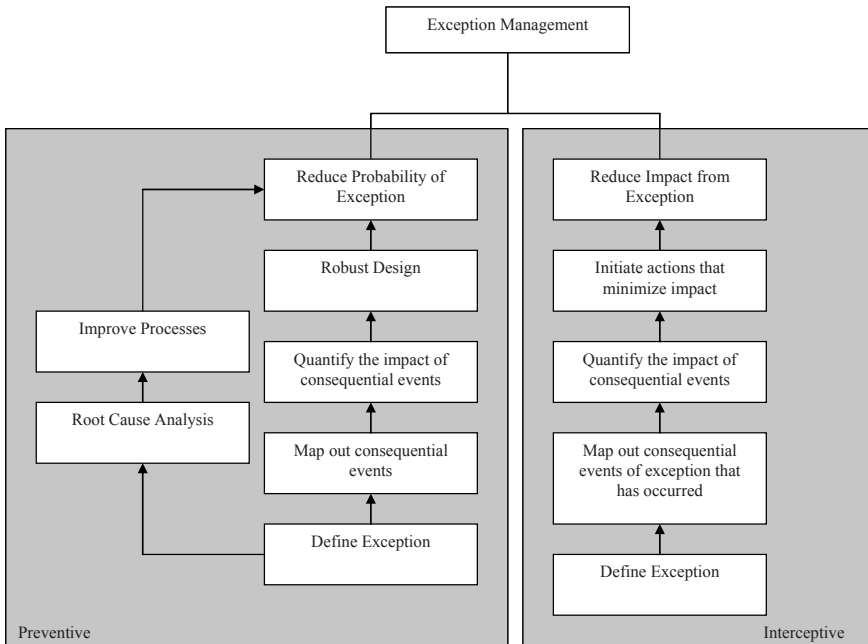 Exception Management
Reduce Probability of
Exception
Robust Design
Improve Processes
Quantify the impact of
consequential events
Root Cause Analysis
Map out consequential
events
Define Exception
Preventive
Reduce Impact from
Exception
Initiate actions that
minimize impact
Quantify the impact of
consequential events
Map out consequential
events of exception that
has occurred
Define Exception
Interceptive